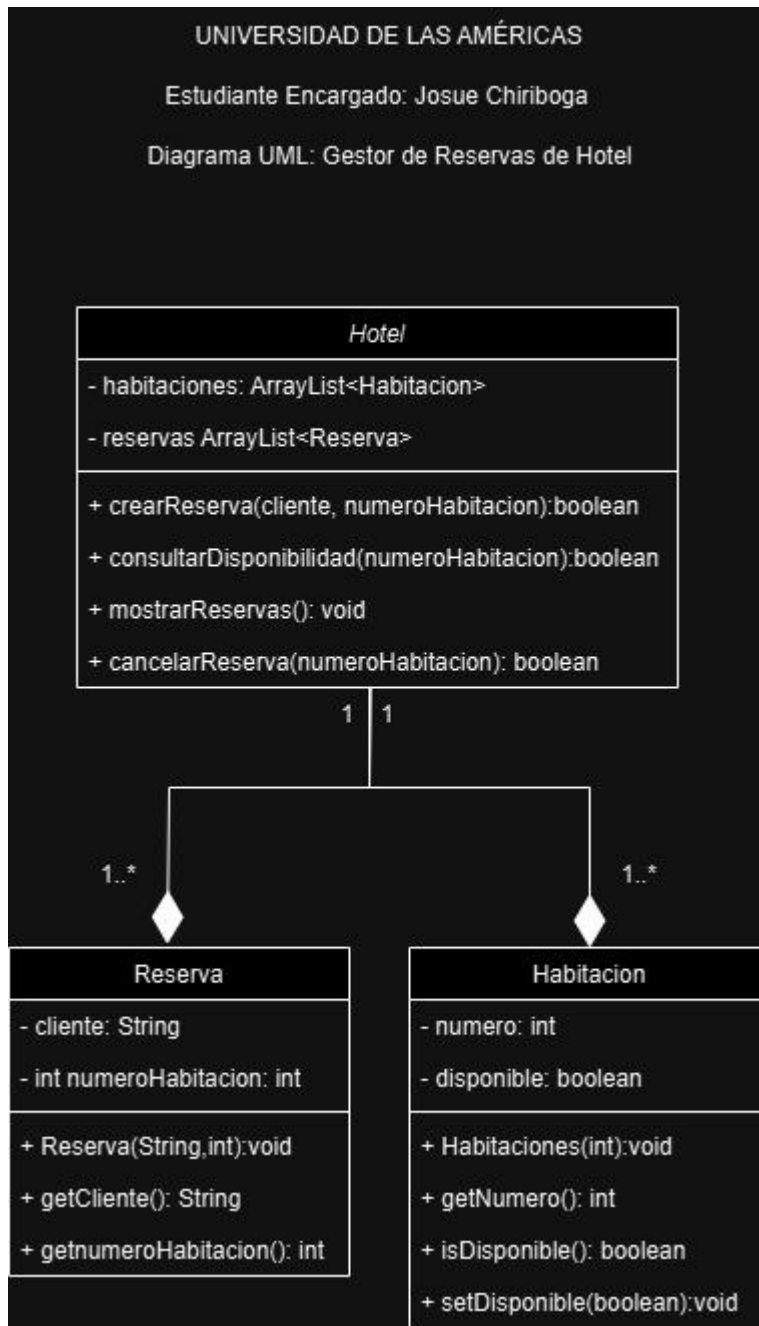 UNIVERSIDAD DE LAS AMÉRICAS
Estudiante Encargado: Josue Chiriboga
Diagrama UML: Gestor de Reservas de Hotel
Hotel
- habitaciones: ArrayList<Habitacion>
- reservas ArrayList<Reserva>
+ crearReserva(cliente, numeroHabitacion):boolean
+ consultarDisponibilidad(numeroHabitacion):boolean
+ mostrarReservas(): void
+ cancelarReserva(numeroHabitacion): boolean
1 1
1..* 1..*
Reserva
- cliente: String
- int numeroHabitacion: int
+ Reserva(String,int):void
+ getCliente(): String
+ getnumeroHabitacion(): int
Habitacion
- numero: int
- disponible: boolean
+ Habitaciones(int):void
+ getNumero(): int
+ isDisponible(): boolean
+ setDisponible(boolean):void